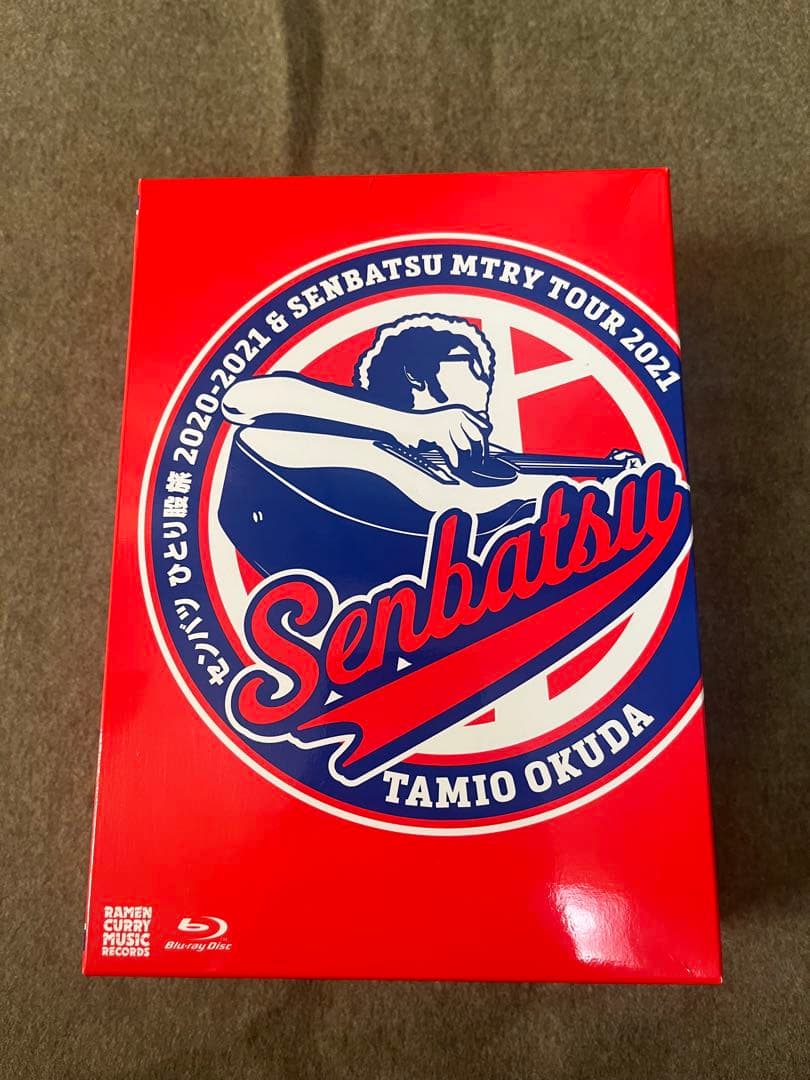 センバツ ひとり股旅 2020-2021 & SENBATSU MTRY TOUR 2021
Senbatsu
TAMIO OKUDA
RAMEN
CURRY
MUSIC
RECORDS
Blu-ray Disc